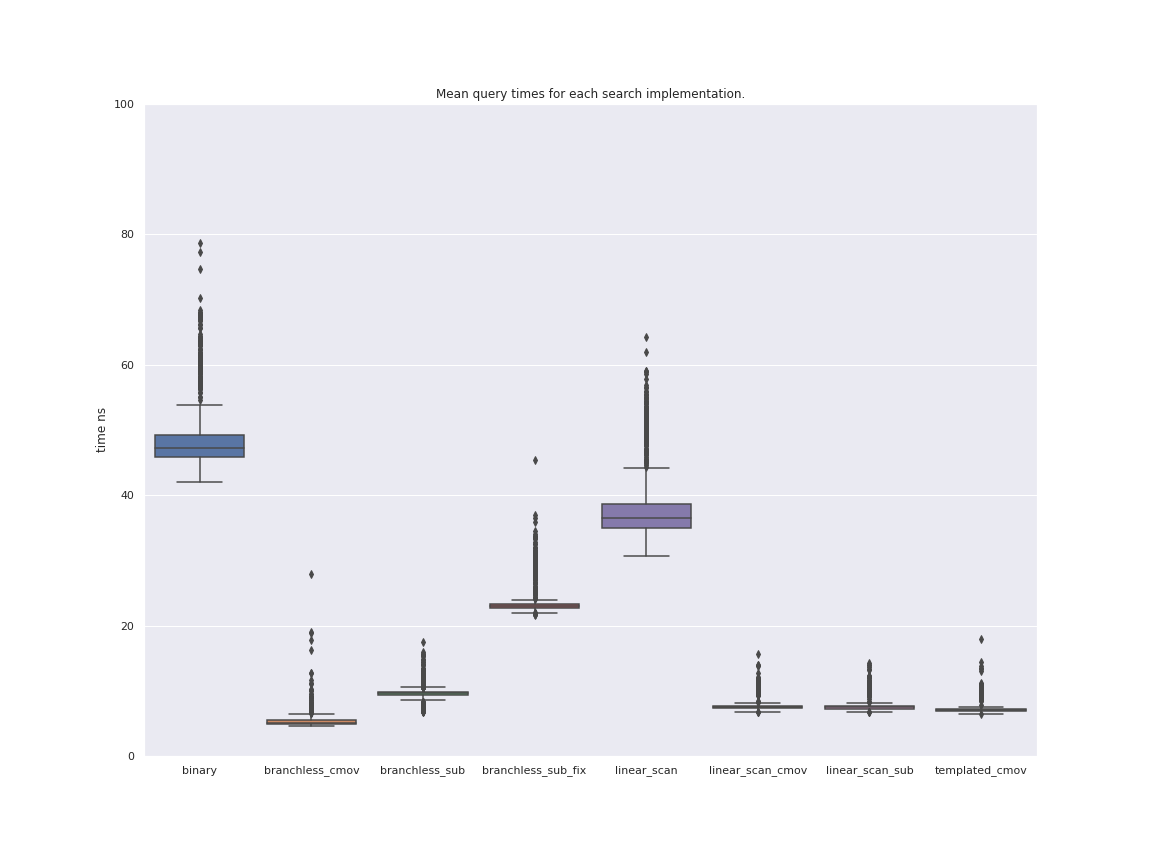 Mean query times for each search implementation.
100
80
60
40
20
0
time ns
binary
branchless_cmov
branchless_sub
branchless_sub_fix
linear_scan
linear_scan_cmov
linear_scan_sub
templated_cmov